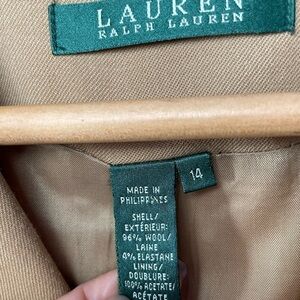 LAUREN
RALPH LAUREN
14
MADE IN
PHILIPPINES
SHELL/
EXTÉRIEUR:
96% WOOL/
LAINE
4% ELASTANE
LINING/
DOUBLURE:
100% ACETATE/
ACÉTATE